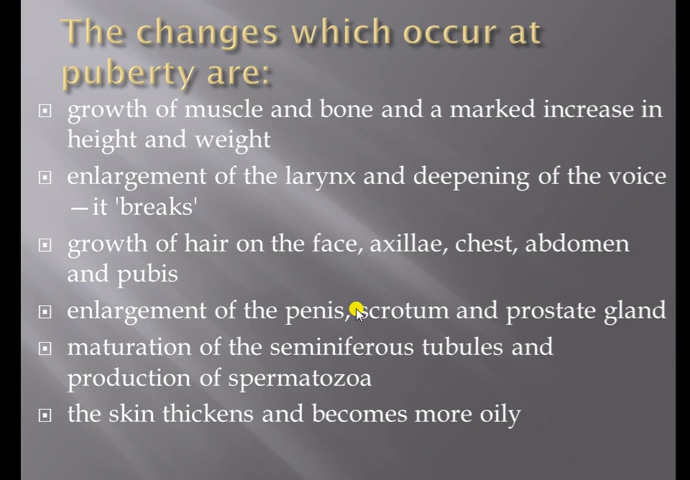 The changes which occur at
puberty are:
growth of muscle and bone and a marked increase in
height and weight
enlargement of the larynx and deepening of the voice
—it 'breaks'
growth of hair on the face, axillae, chest, abdomen
and pubis
enlargement of the penis, scrotum and prostate gland
maturation of the seminiferous tubules and
production of spermatozoa
the skin thickens and becomes more oily